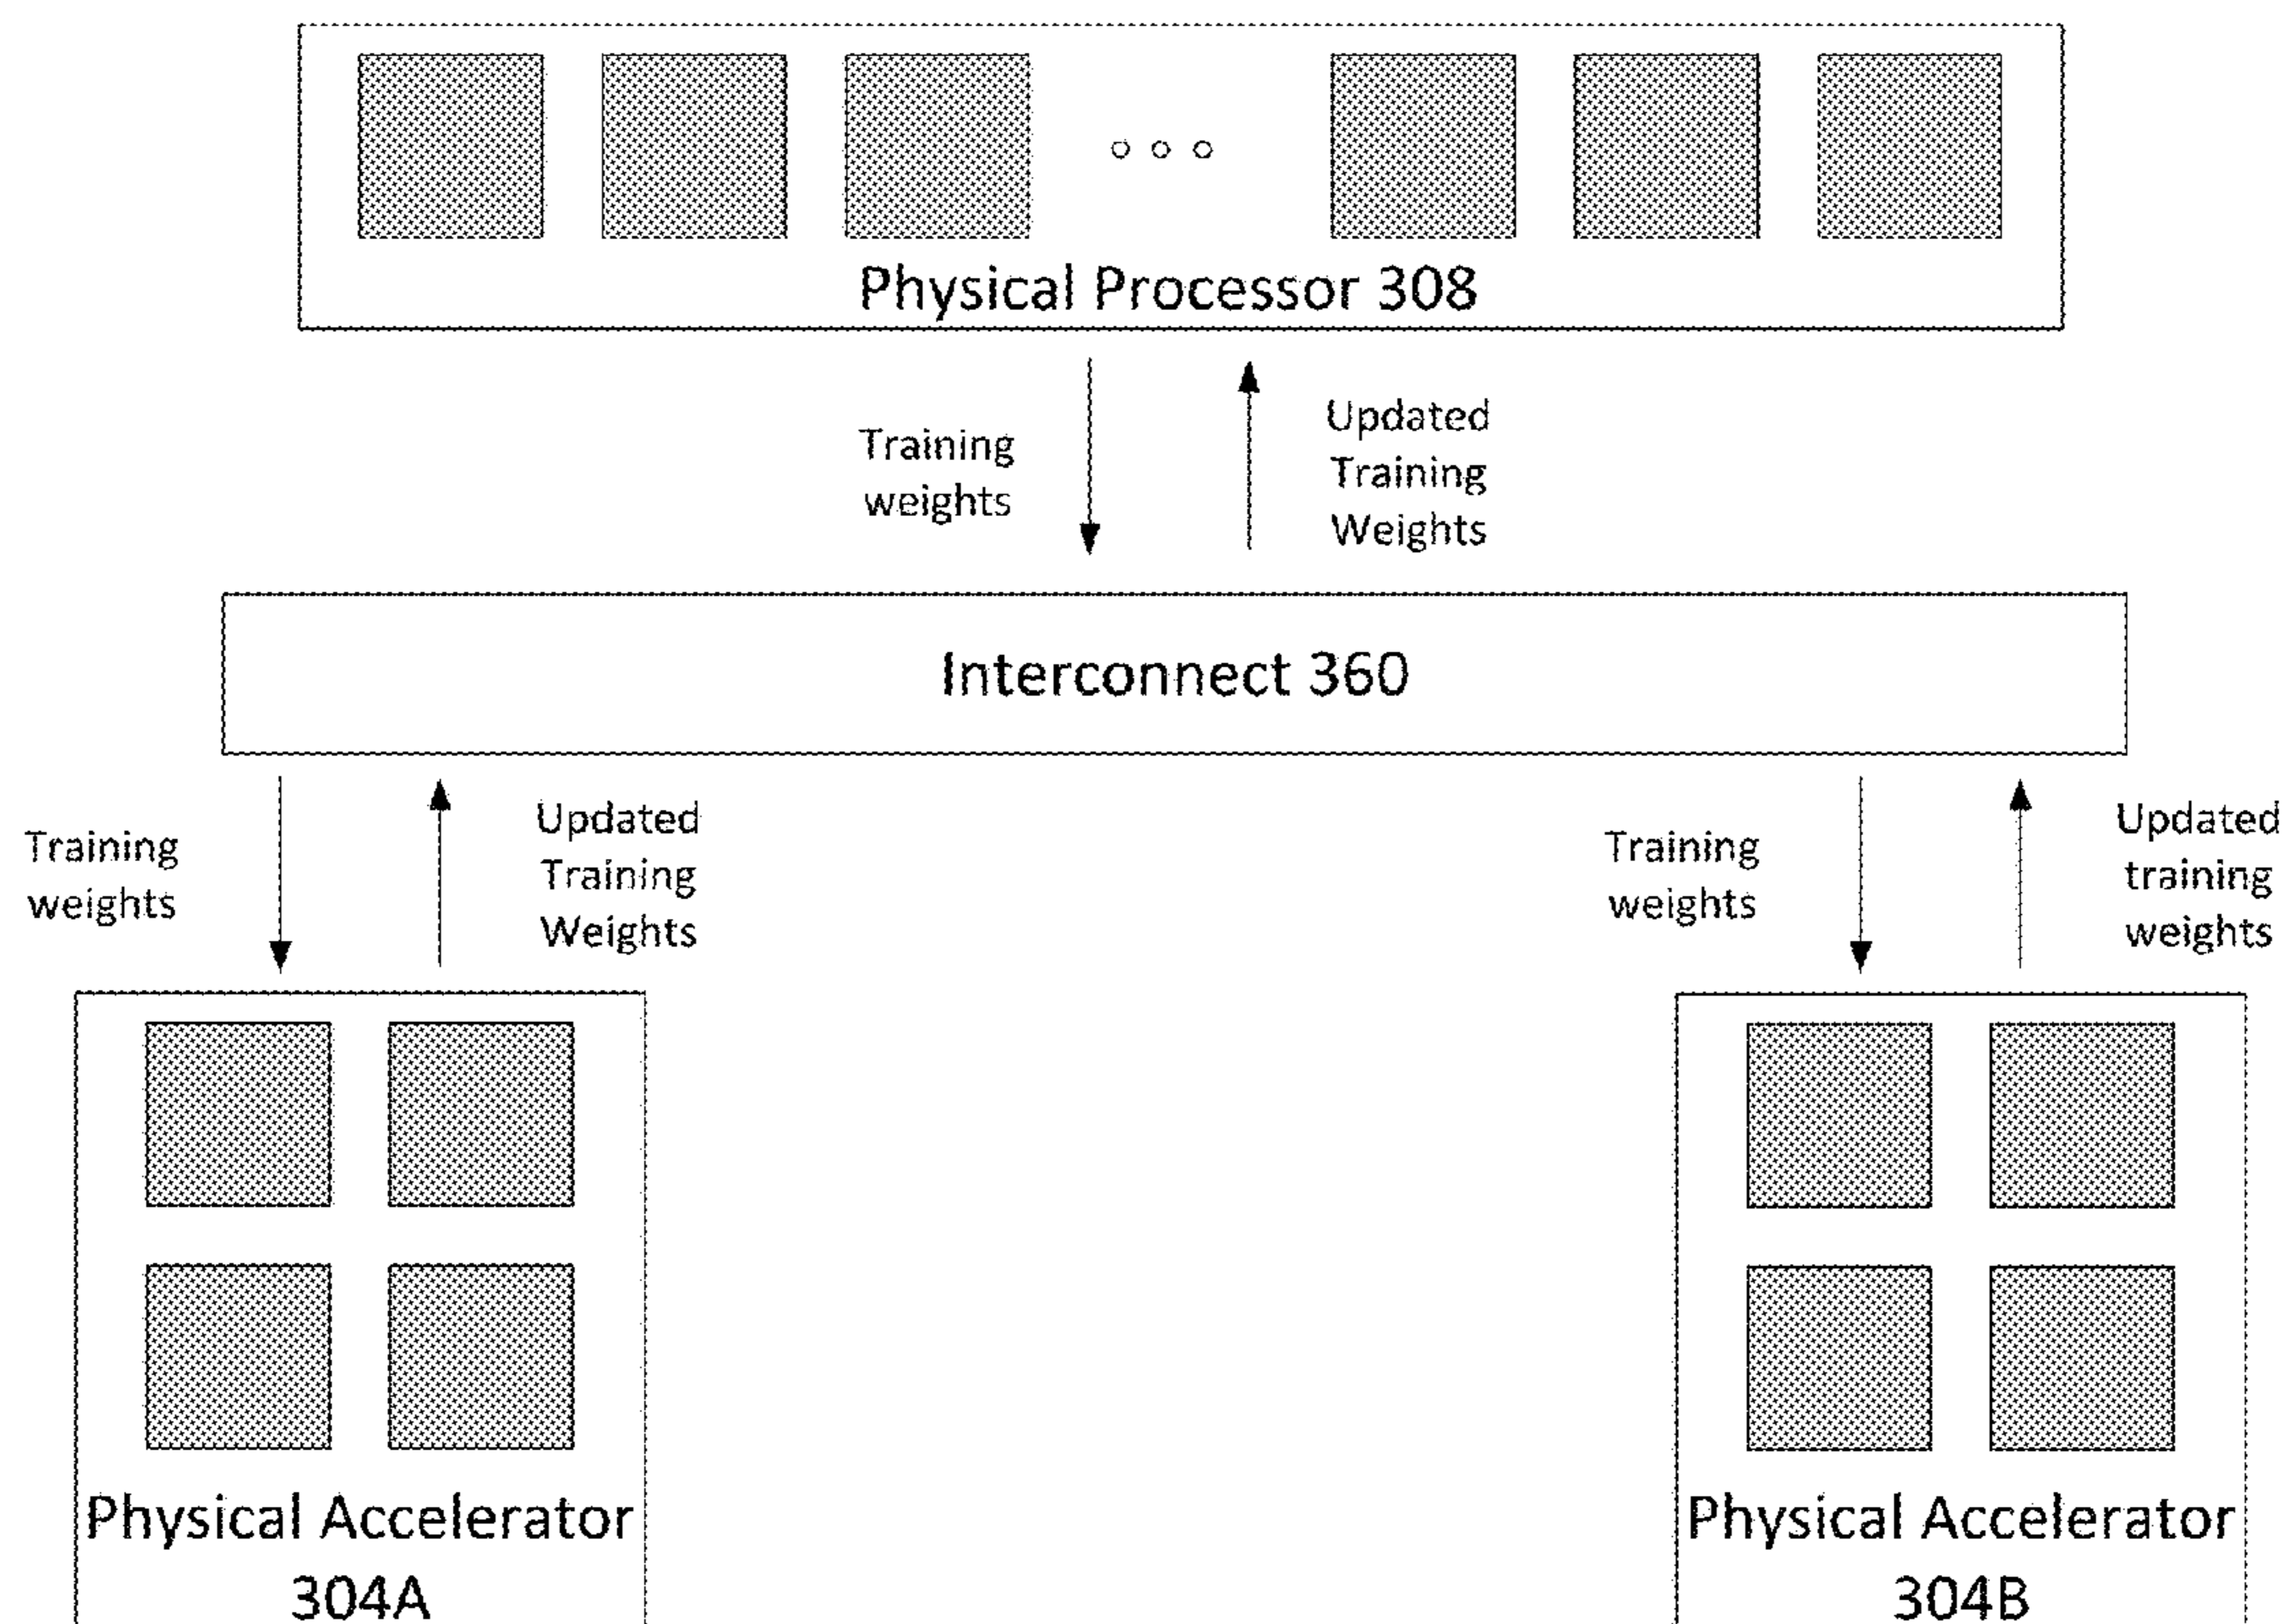 Physical Processor 308
Training
weights
Updated
Training
Weights
Interconnect 360
Training
weights
Updated
Training
Weights
Training
weights
Updated
training
weights
Physical Accelerator
304A
Physical Accelerator
304B